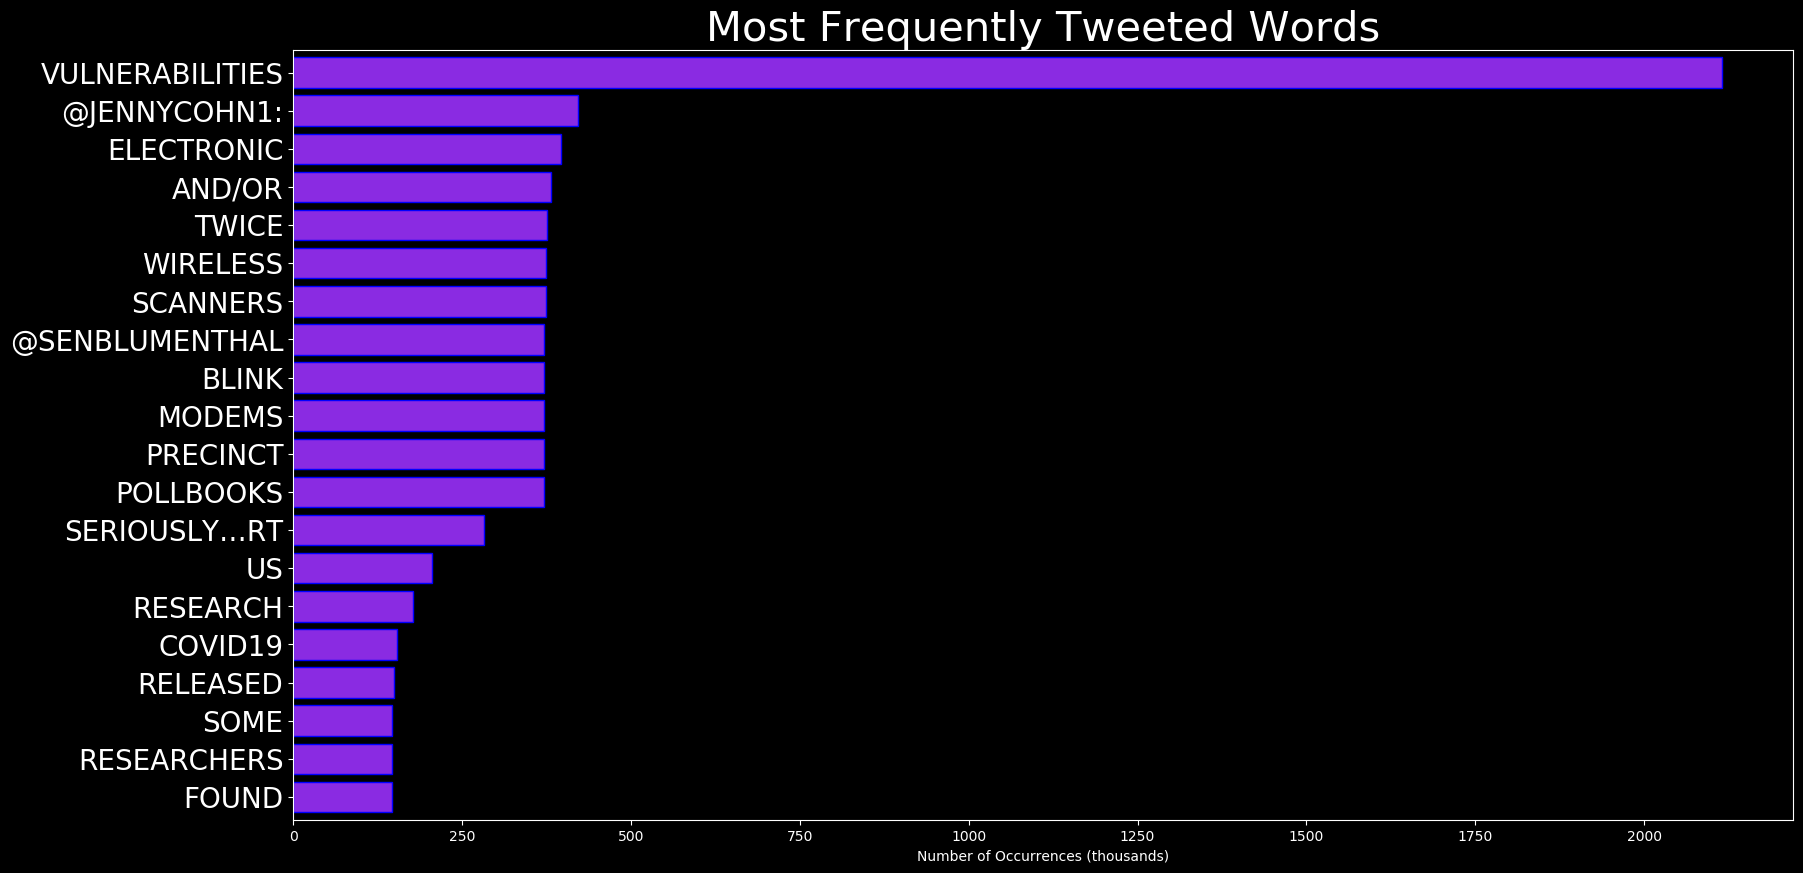 Most Frequently Tweeted Words
VULNERABILITIES
@JENNYCOHN1:
ELECTRONIC
AND/OR
TWICE
WIRELESS
SCANNERS
@SENBLUMENTHAL
BLINK
MODEMS
PRECINCT
POLLBOOKS
SERIOUSLY…RT
US
RESEARCH
COVID19
RELEASED
SOME
RESEARCHERS
FOUND
0 250 500 750 1000 1250 1500 1750 2000
Number of Occurrences (thousands)